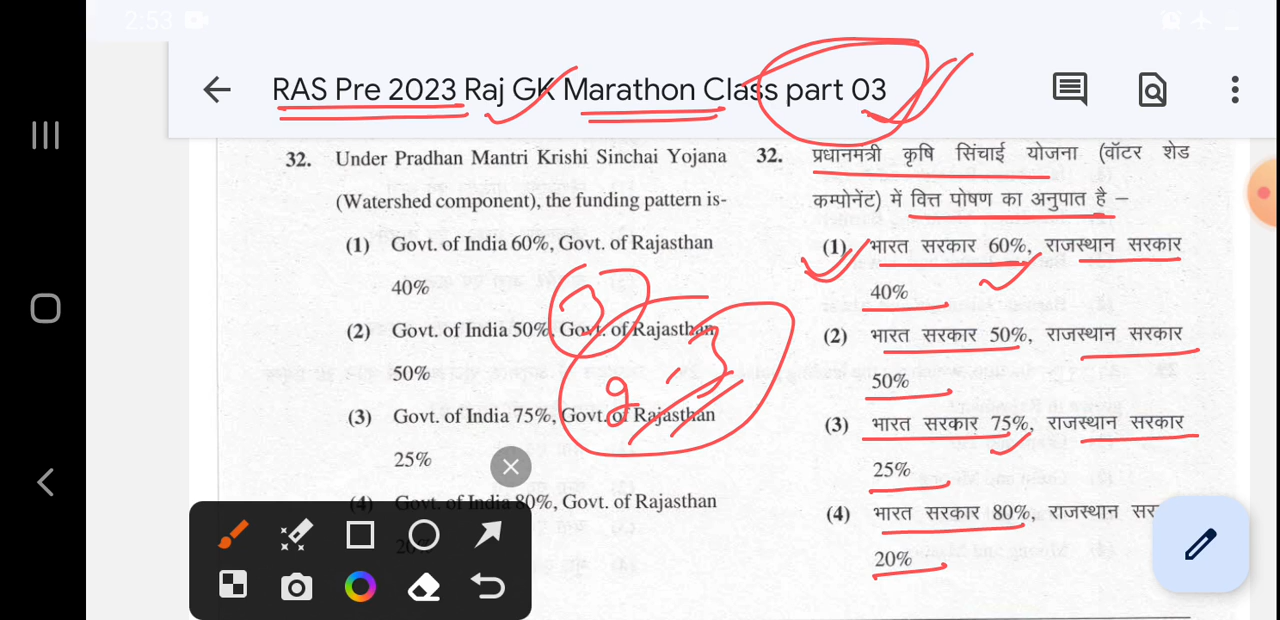 2:53
RAS Pre 2023 Raj GK Marathon Class part 03
32. Under Pradhan Mantri Krishi Sinchai Yojana
(Watershed component), the funding pattern is-
(1) Govt. of India 60%, Govt. of Rajasthan
40%
(2) Govt. of India 50%, Govt. of Rajasthan
50%
(3) Govt. of India 75%, Govt. of Rajasthan
25%
(4) Govt. of India 80%, Govt. of Rajasthan
20%
32. प्रधानमंत्री कृषि सिंचाई योजना (वॉटर शेड
कम्पोनेंट) में वित्त पोषण का अनुपात है –
(1) भारत सरकार 60%, राजस्थान सरकार
40%
(2) भारत सरकार 50%, राजस्थान सरकार
50%
(3) भारत सरकार 75%, राजस्थान सरकार
25%
(4) भारत सरकार 80%, राजस्थान
20%